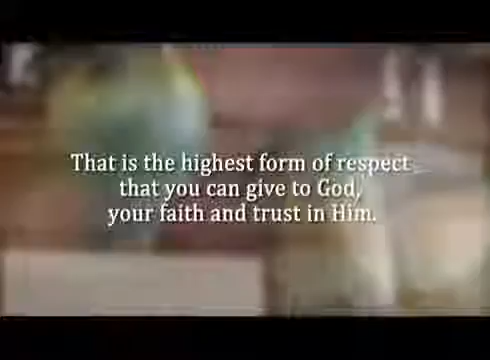 That is the highest form of respect
that you can give to God,
your faith and trust in Him.